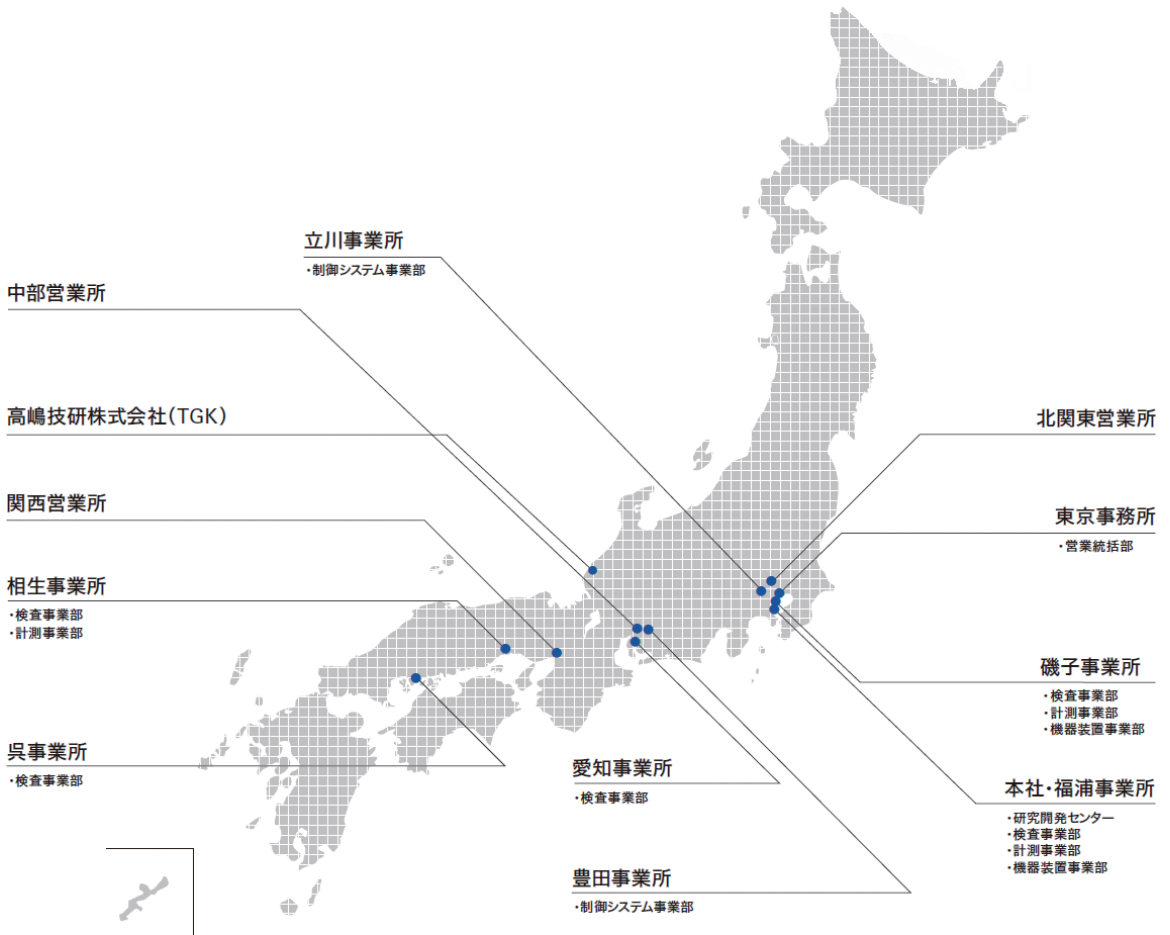 立川事業所
・制御システム事業部
中部営業所
高嶋技研株式会社(TGK)
関西営業所
相生事業所
・検査事業部
・計測事業部
呉事業所
・検査事業部
北関東営業所
東京事務所
・営業統括部
磯子事業所
・検査事業部
・計測事業部
・機器装置事業部
本社・福浦事業所
・研究開発センター
・検査事業部
・計測事業部
・機器装置事業部
愛知事業所
・検査事業部
豊田事業所
・制御システム事業部